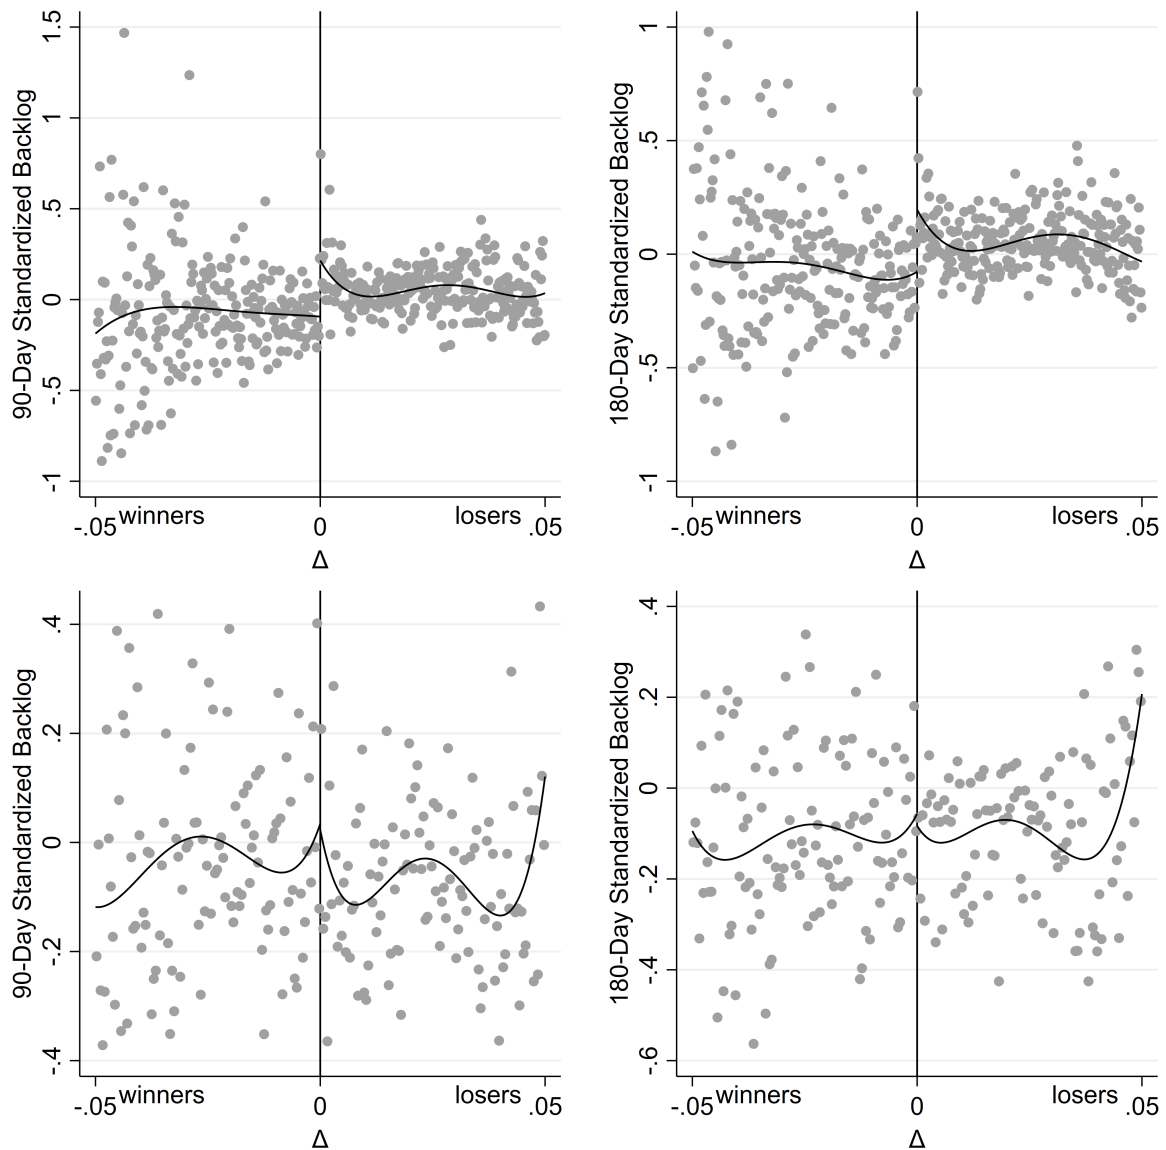 90-Day Standardized Backlog
1.5
1
.5
0
-.5
-1
-.05
winners
0
losers
.05
Δ
180-Day Standardized Backlog
1
.5
0
-.5
-1
-.05
winners
0
losers
.05
Δ
90-Day Standardized Backlog
.4
.2
0
-.2
-.4
-.05
winners
0
losers
.05
Δ
180-Day Standardized Backlog
.4
.2
0
-.2
-.4
-.6
-.05
winners
0
losers
.05
Δ